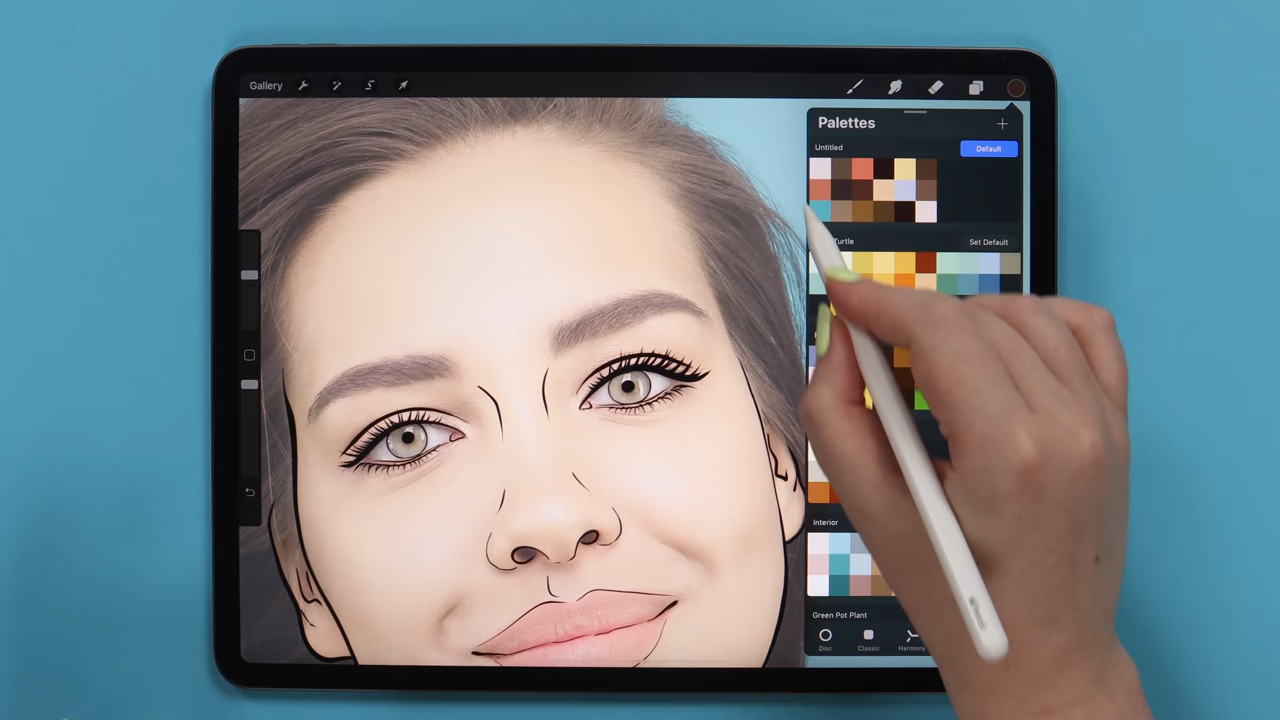 Gallery
Palettes
Untitled
Default
Turtle
Set Default
Interior
Green Pot Plant
Disc
Classic
Harmony